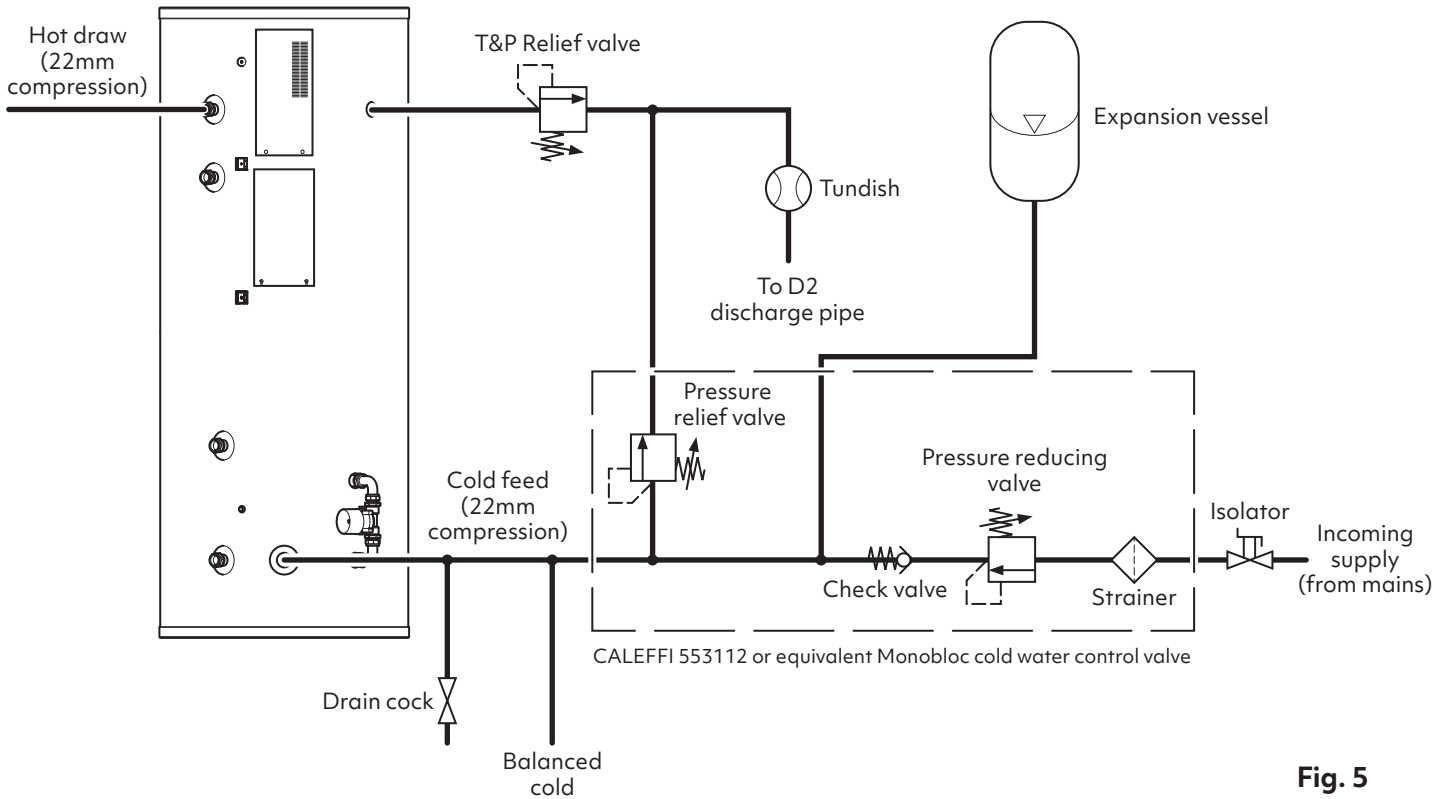 Hot draw
(22mm
compression)
T&P Relief valve
Expansion vessel
Tundish
To D2
discharge pipe
Pressure
relief valve
Pressure reducing
valve
Cold feed
(22mm
compression)
Isolator
Incoming
supply
(from mains)
Check valve
Strainer
CALEFFI 553112 or equivalent Monobloc cold water control valve
Drain cock
Balanced
cold
Fig. 5